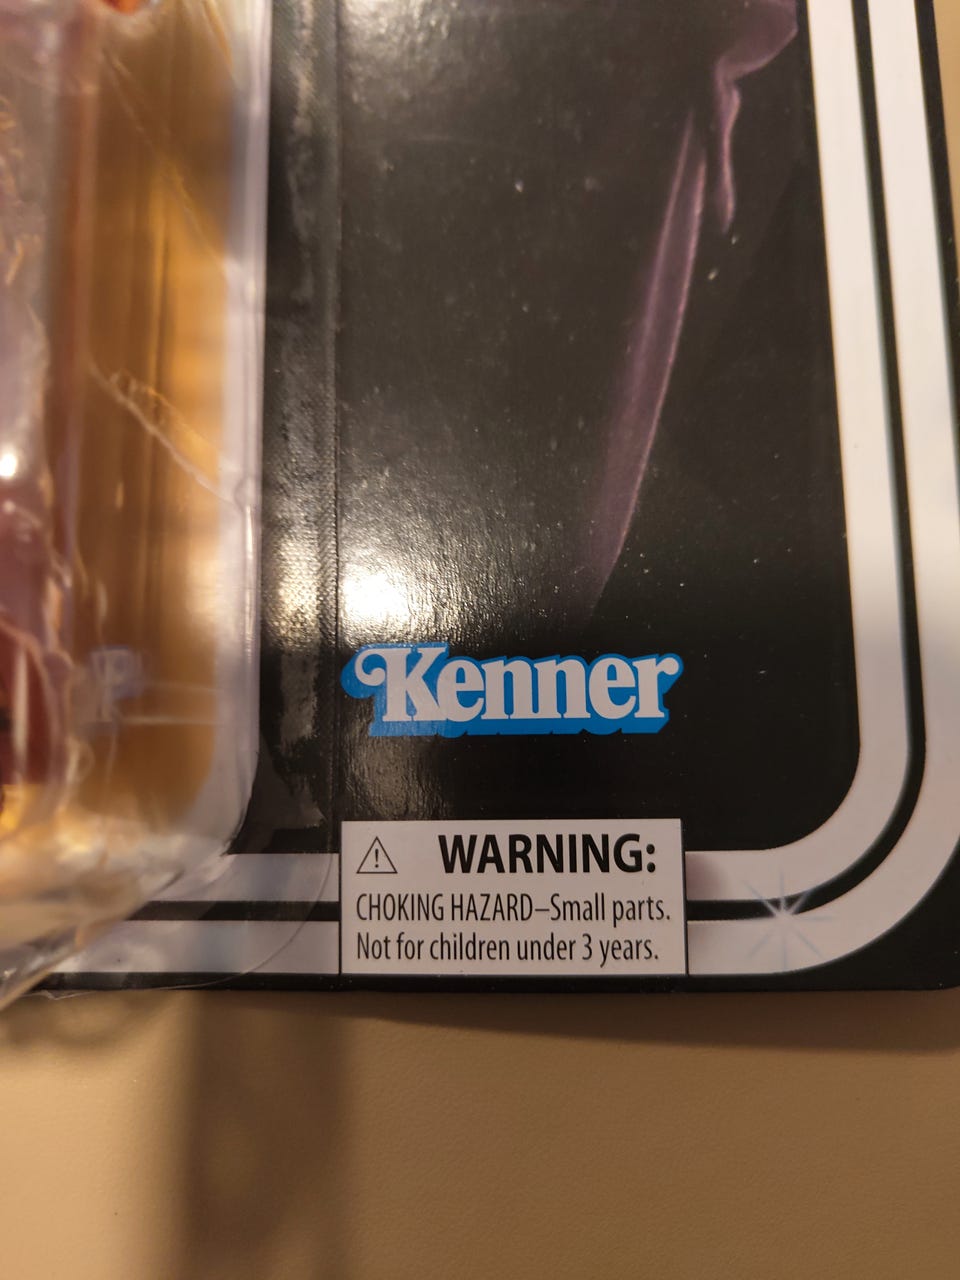 Kenner
WARNING:
CHOKING HAZARD–Small parts.
Not for children under 3 years.